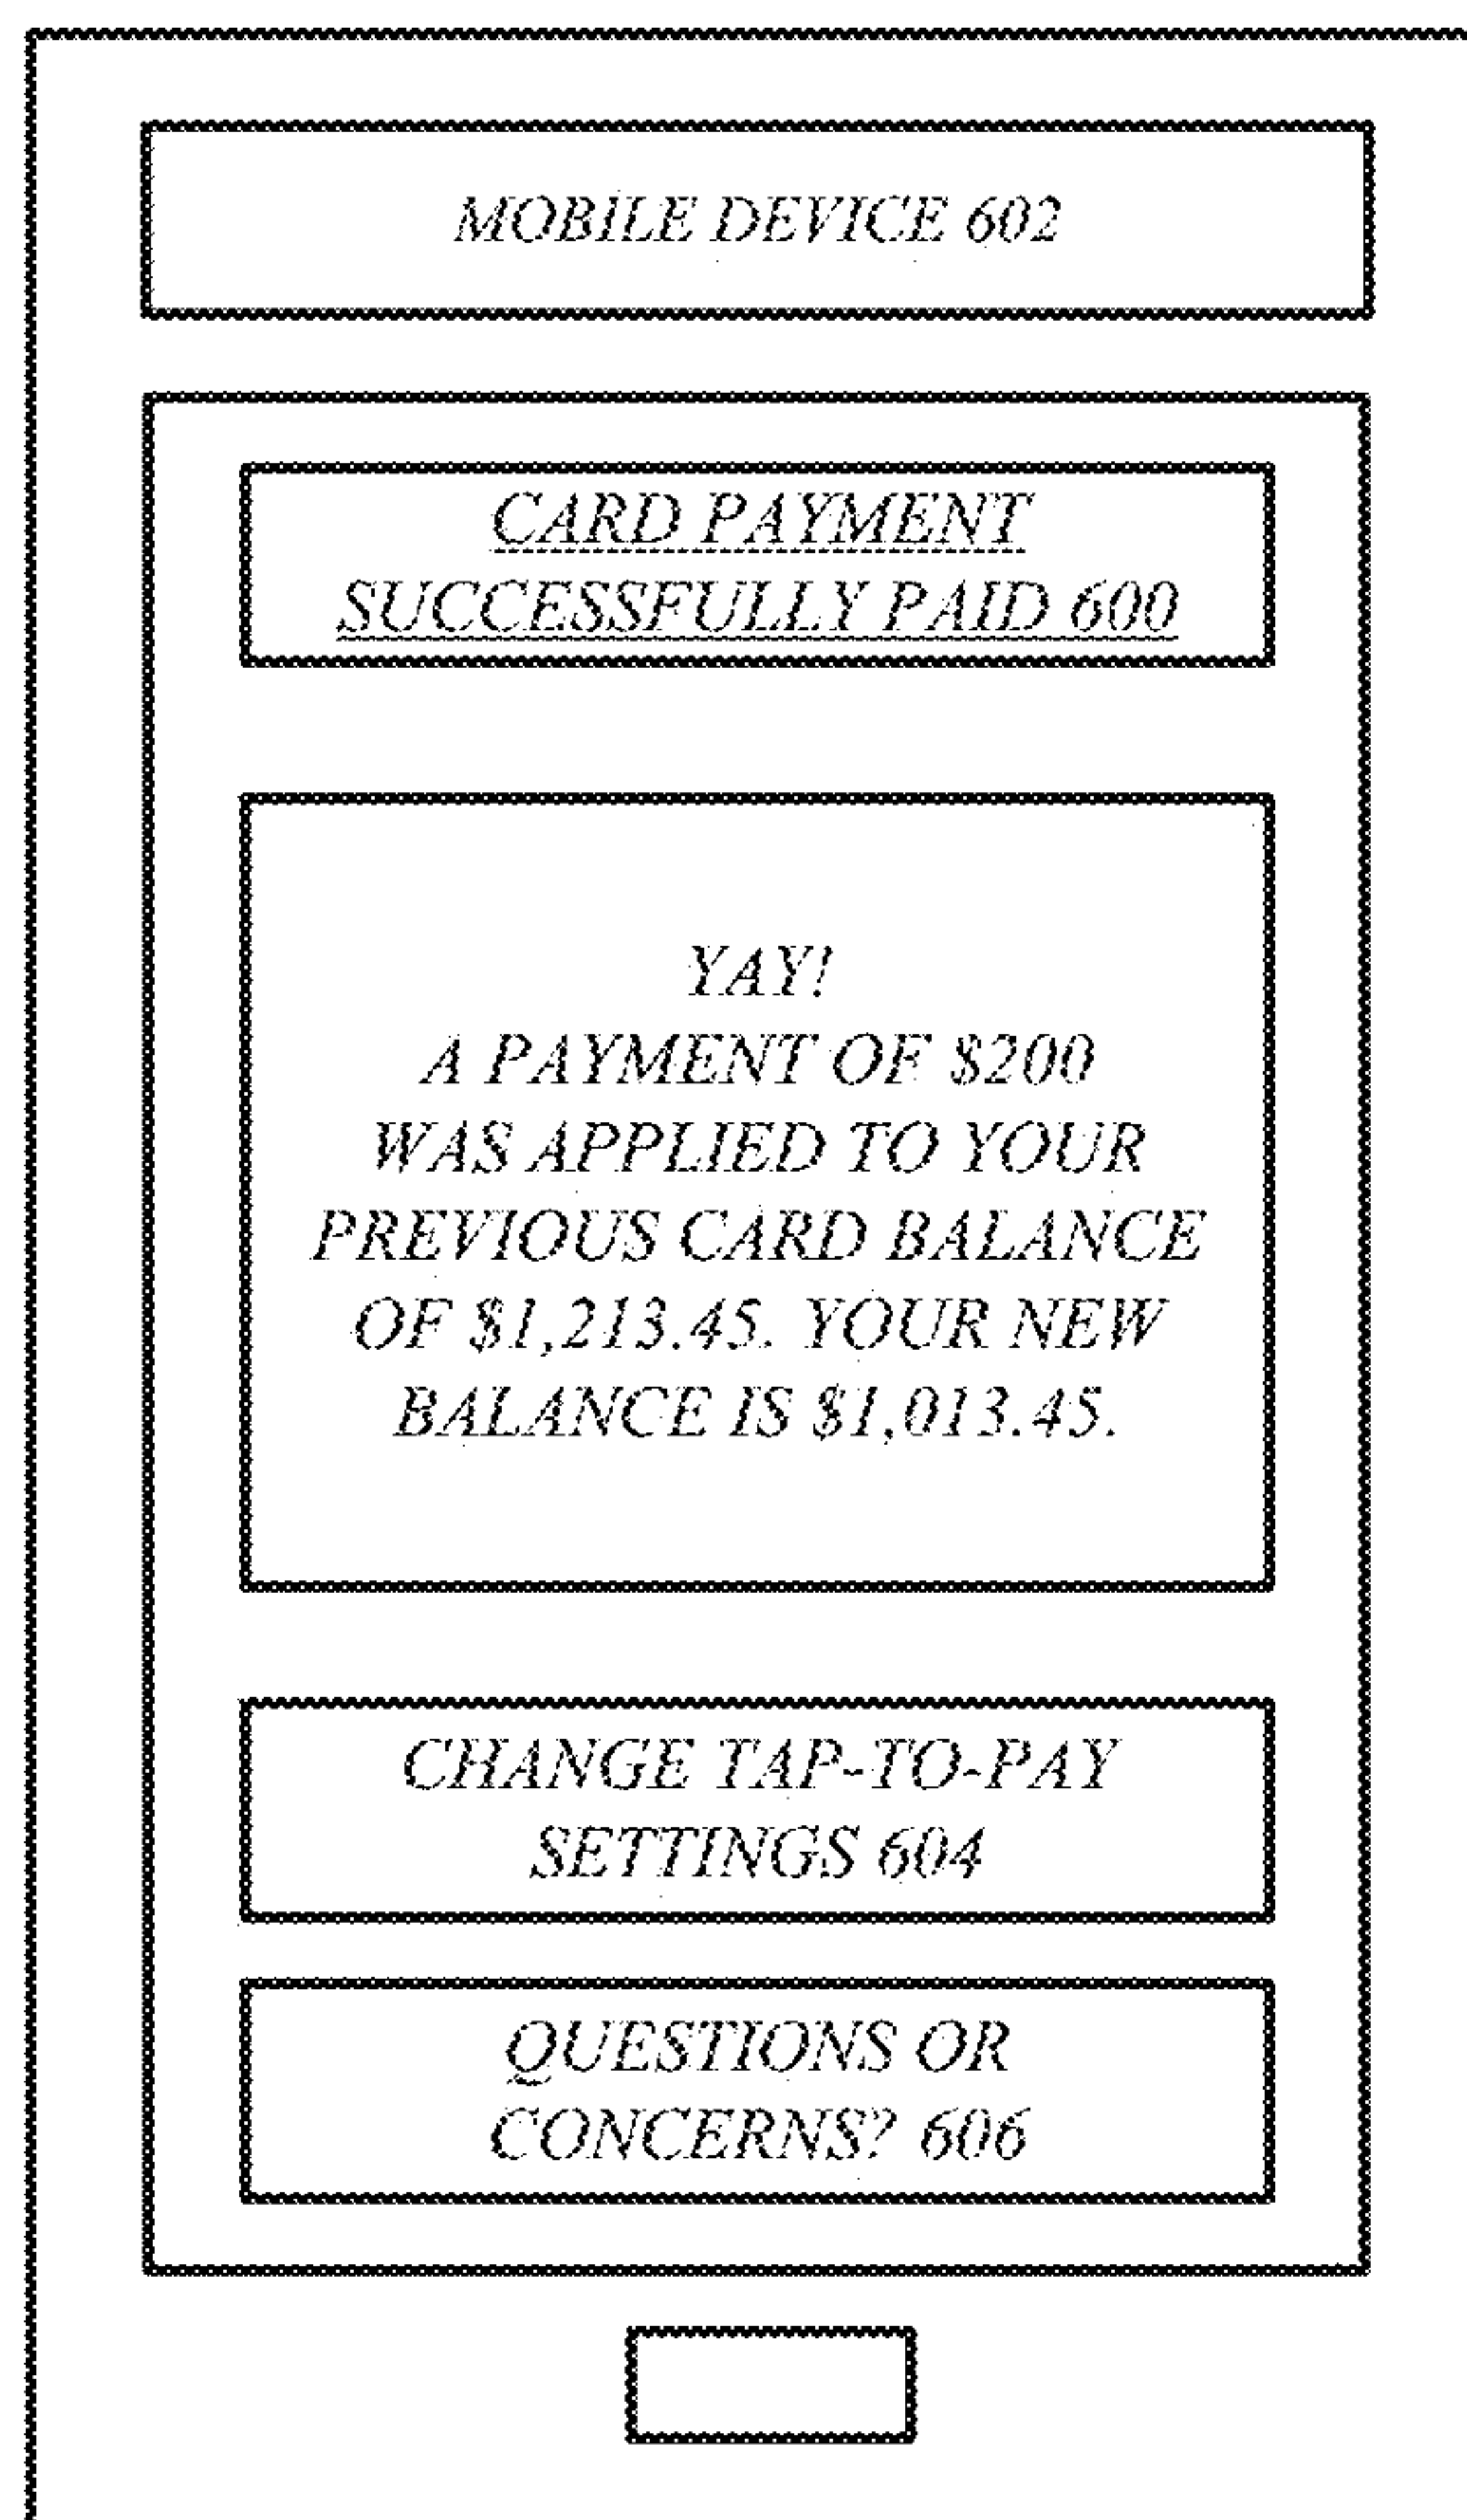 MOBILE DEVICE 602
CARD PAYMENT
SUCCESSFULLY PAID 600
YAY!
A PAYMENT OF $200
WAS APPLIED TO YOUR
PREVIOUS CARD BALANCE
OF $1,213.45. YOUR NEW
BALANCE IS $1,013.45.
CHANGE TAP-TO-PAY
SETTINGS 604
QUESTIONS OR
CONCERNS? 606